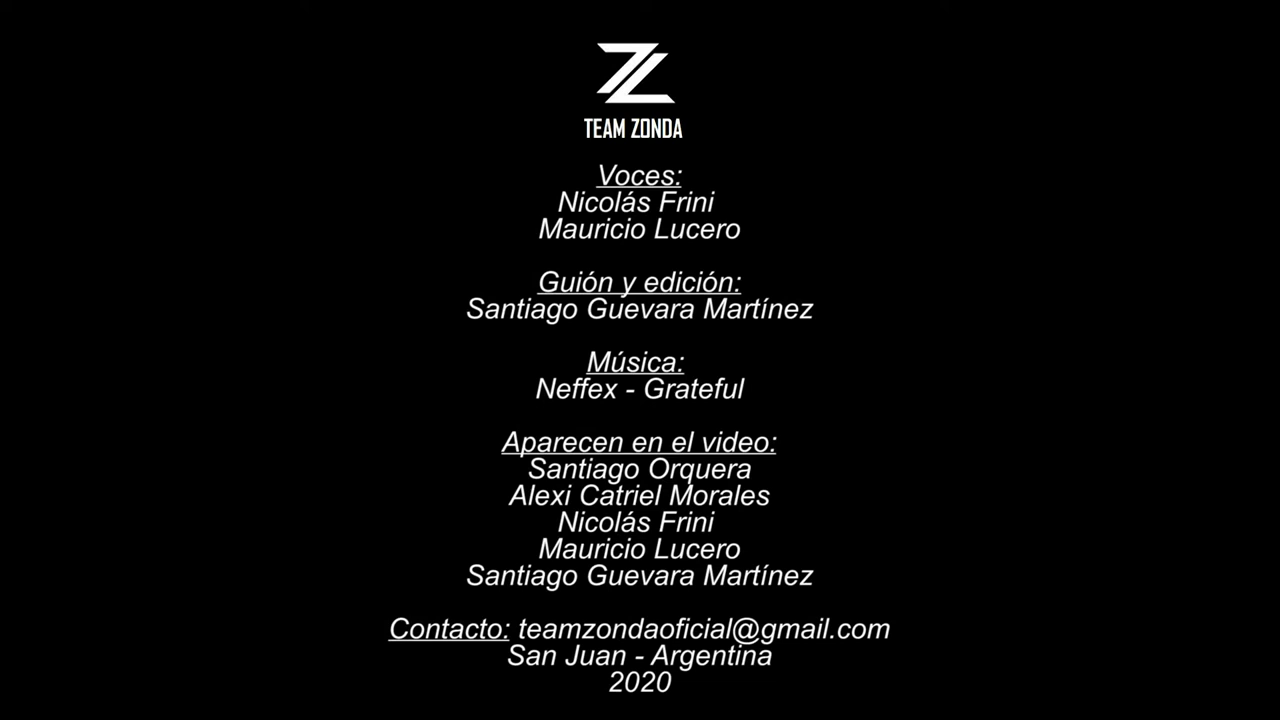 TEAM ZONDA
Voces:
Nicolás Frini
Mauricio Lucero
Guión y edición:
Santiago Guevara Martínez
Música:
Neffex - Grateful
Aparecen en el video:
Santiago Orquera
Alexi Catriel Morales
Nicolás Frini
Mauricio Lucero
Santiago Guevara Martínez
Contacto: teamzondaoficial@gmail.com
San Juan - Argentina
2020